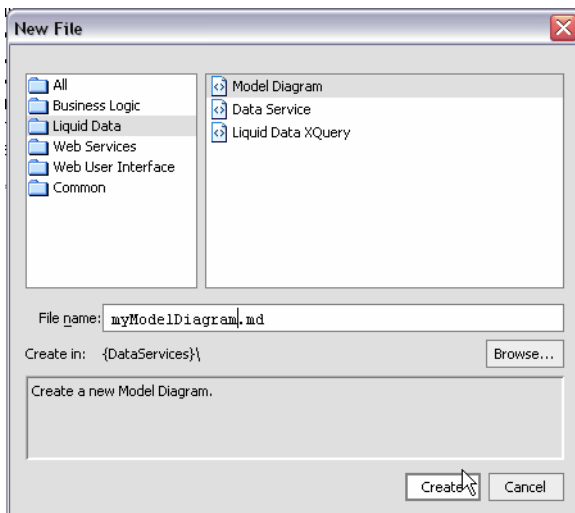 New File
All
Business Logic
Liquid Data
Web Services
Web User Interface
Common
Model Diagram
Data Service
Liquid Data XQuery
File name: myModelDiagram.md
Create in: {DataServices}\
Browse...
Create a new Model Diagram.
Create
Cancel